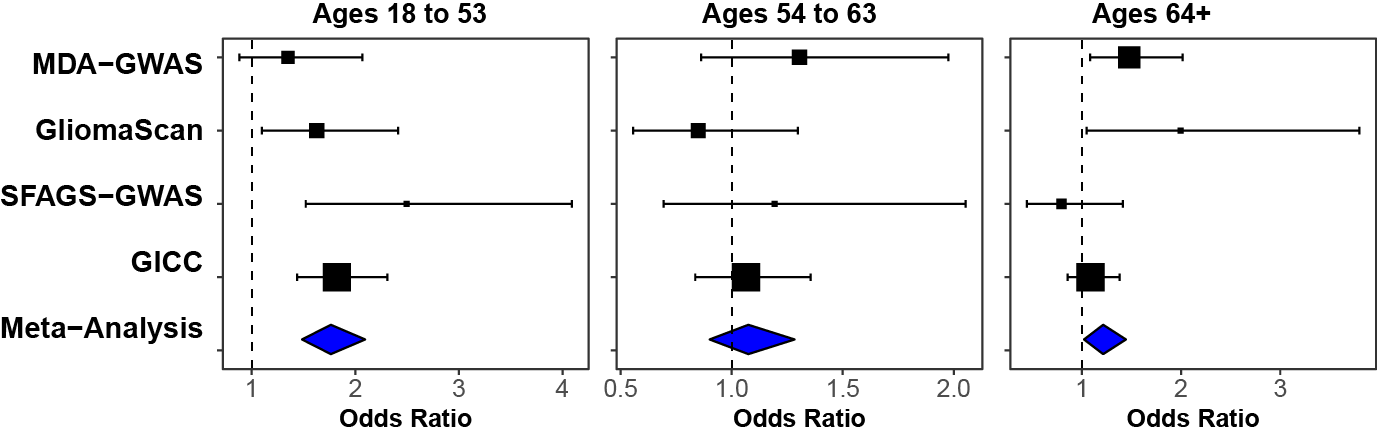 Ages 18 to 53 Ages 54 to 63 Ages 64+
MDA−GWAS
GliomaScan
SFAGS−GWAS
GICC
Meta−Analysis
1 2 3 4 0.5 1.0 1.5 2.0 1 2 3
Odds Ratio Odds Ratio Odds Ratio